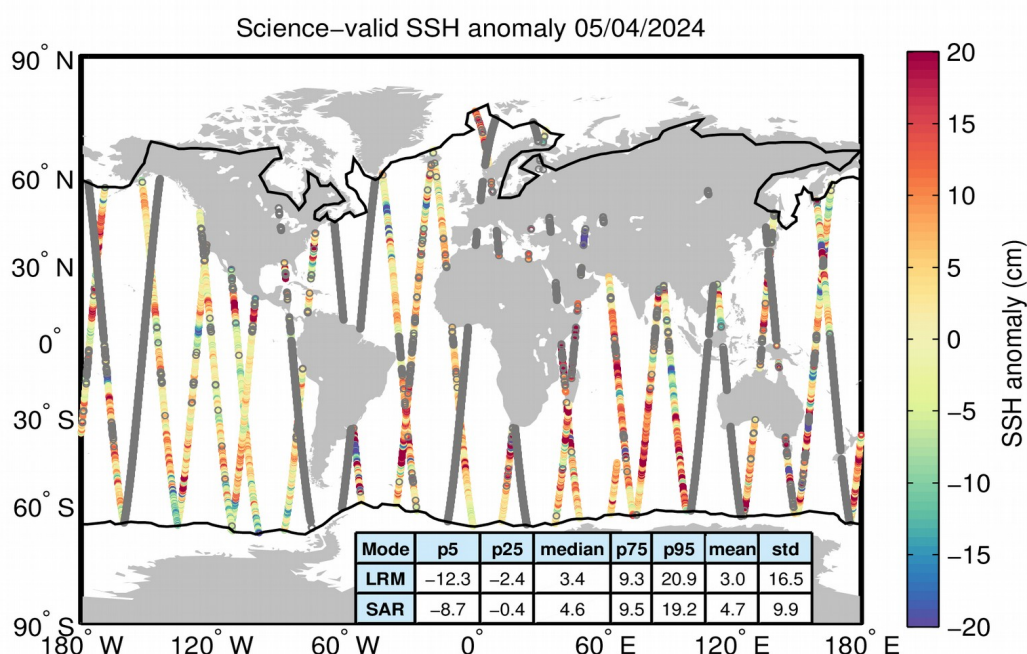 Science−valid SSH anomaly 05/04/2024
90° N
60° N
30° N
0°
30° S
60° S
90° S
180° W
120° W
60° W
0°
60° E
120° E
180° E
Mode p5 p25 median p75 p95 mean std
LRM −12.3 −2.4 3.4 9.3 20.9 3.0 16.5
SAR −8.7 −0.4 4.6 9.5 19.2 4.7 9.9
20
15
10
5
0
−5
−10
−15
−20
SSH anomaly (cm)